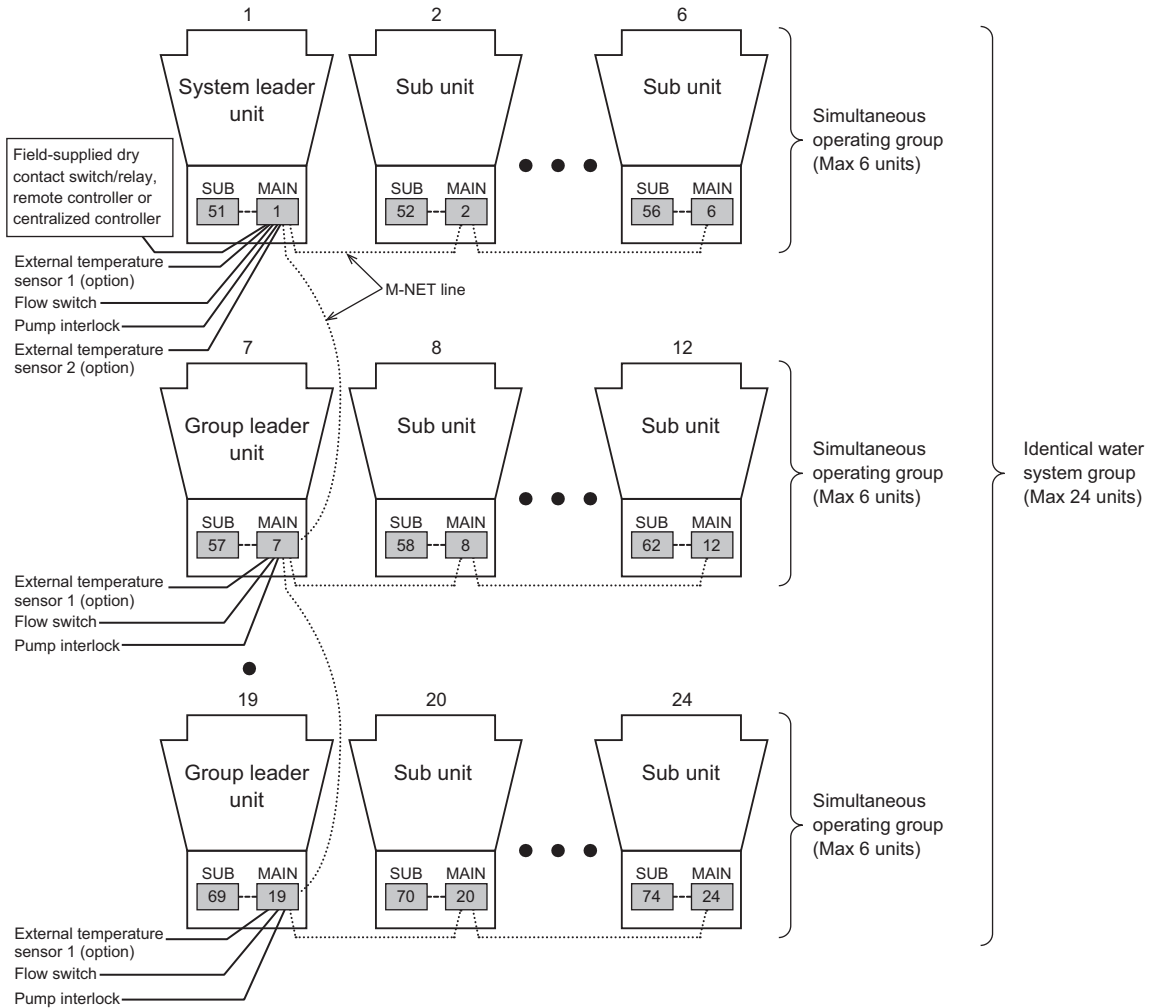 1
2
6
System leader
unit
Sub unit
Sub unit
Simultaneous
operating group
(Max 6 units)
Field-supplied dry
contact switch/relay,
remote controller or
centralized controller
SUB MAIN
51 1
SUB MAIN
52 2
SUB MAIN
56 6
External temperature
sensor 1 (option)
Flow switch
Pump interlock
External temperature
sensor 2 (option)
M-NET line
7
8
12
Group leader
unit
Sub unit
Sub unit
Simultaneous
operating group
(Max 6 units)
Identical water
system group
(Max 24 units)
SUB MAIN
57 7
SUB MAIN
58 8
SUB MAIN
62 12
External temperature
sensor 1 (option)
Flow switch
Pump interlock
19
20
24
Group leader
unit
Sub unit
Sub unit
Simultaneous
operating group
(Max 6 units)
SUB MAIN
69 19
SUB MAIN
70 20
SUB MAIN
74 24
External temperature
sensor 1 (option)
Flow switch
Pump interlock